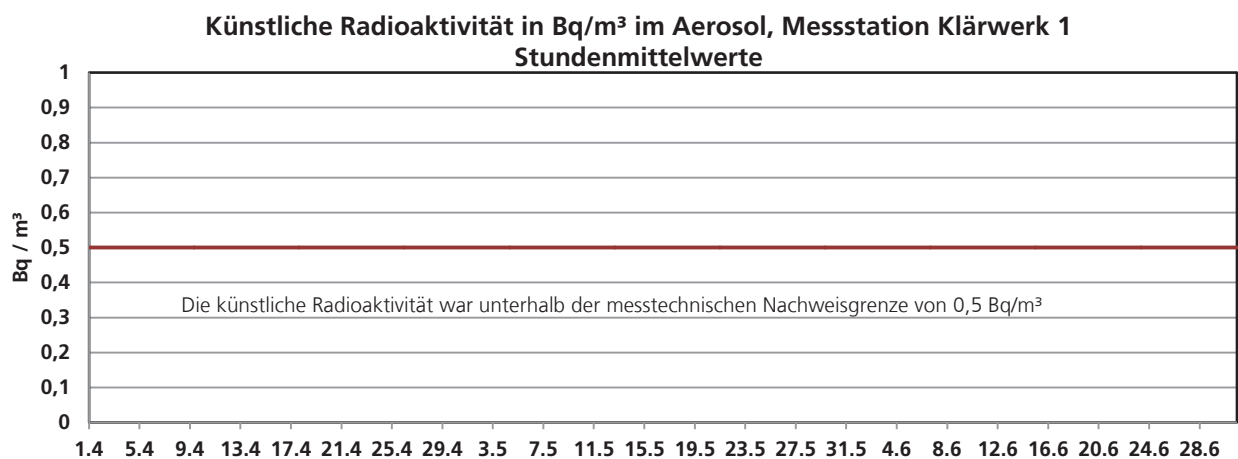 Künstliche Radioaktivität in Bq/m³ im Aerosol, Messstation Klärwerk 1
Stundenmittelwerte
1
0,9
0,8
0,7
0,6
0,5
0,4
0,3
0,2
0,1
0
Bq / m³
Die künstliche Radioaktivität war unterhalb der messtechnischen Nachweisgrenze von 0,5 Bq/m³
1.4 5.4 9.4 13.4 17.4 21.4 25.4 29.4 3.5 7.5 11.5 15.5 19.5 23.5 27.5 31.5 4.6 8.6 12.6 16.6 20.6 24.6 28.6